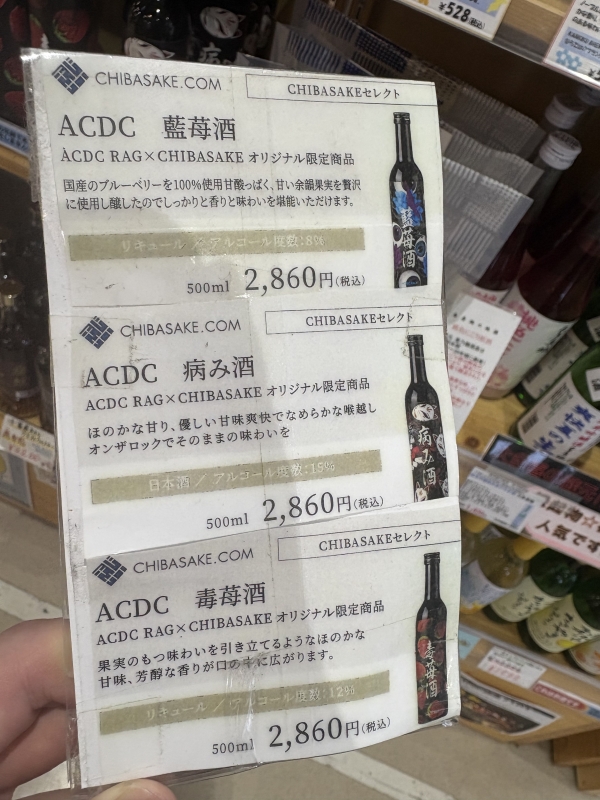 ¥528
CHIBASAKE.COM
CHIBASAKEセレクト
ACDC 藍苺酒
ACDC RAG×CHIBASAKE オリジナル限定商品
国産のブルーベリーを100%使用甘酸っぱく、甘い余韻果実を贅沢
に使用し醸したのでしっかりと香りと味わいを堪能いただけます。
リキュール / アルコール度数:8%
500ml 2,860円(税込)
藍苺酒
CHIBASAKE.COM
CHIBASAKEセレクト
ACDC 病み酒
ACDC RAG×CHIBASAKE オリジナル限定商品
ほのかな甘り、優しい甘味爽快でなめらかな喉越し
オンザロックでそのままの味わいを
日本酒 / アルコール度数:15%
500ml 2,860円(税込)
病み酒
CHIBASAKE.COM
CHIBASAKEセレクト
ACDC 毒苺酒
ACDC RAG×CHIBASAKE オリジナル限定商品
果実のもつ味わいを引き立てるようなほのかな
甘味、芳醇な香りが口の中に広がります。
リキュール / アルコール度数:12%
500ml 2,860円(税込)
毒苺酒
人気です